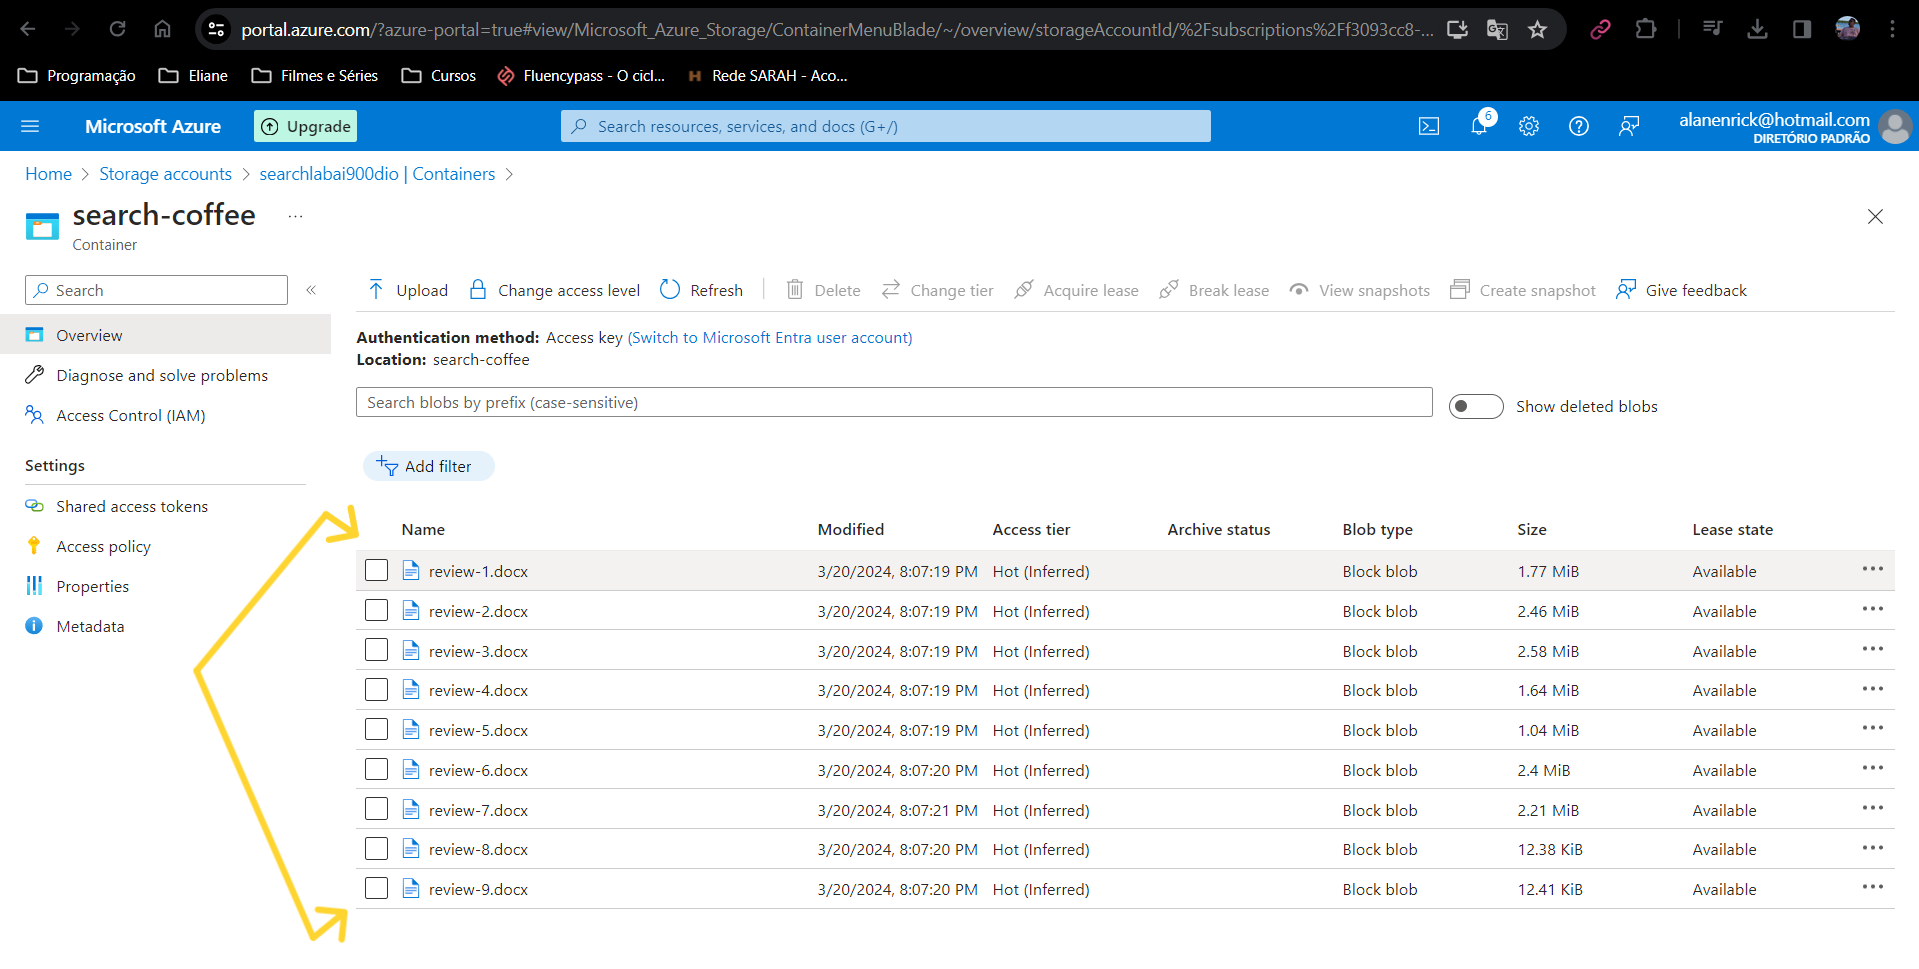 portal.azure.com/?azure-portal=true#view/Microsoft_Azure_Storage/ContainerMenuBlade/~/overview/storageAccountId/%2Fsubscriptions%2Ff3093cc8-...
Programação Eliane Filmes e Séries Cursos Fluencypass - O cicl... H Rede SARAH - Aco...
Microsoft Azure Upgrade Search resources, services, and docs (G+/) 6 alanenrick@hotmail.com
DIRETÓRIO PADRÃO
Home > Storage accounts > searchlabai900dio | Containers >
search-coffee ...
Container
Search « Upload Change access level Refresh Delete Change tier Acquire lease Break lease View snapshots Create snapshot Give feedback
Overview
Diagnose and solve problems
Access Control (IAM)
Settings
Shared access tokens
Access policy
Properties
Metadata
Authentication method: Access key (Switch to Microsoft Entra user account)
Location: search-coffee
Search blobs by prefix (case-sensitive) Show deleted blobs
Add filter
Name Modified Access tier Archive status Blob type Size Lease state
review-1.docx 3/20/2024, 8:07:19 PM Hot (Inferred) Block blob 1.77 MiB Available ...
review-2.docx 3/20/2024, 8:07:19 PM Hot (Inferred) Block blob 2.46 MiB Available ...
review-3.docx 3/20/2024, 8:07:19 PM Hot (Inferred) Block blob 2.58 MiB Available ...
review-4.docx 3/20/2024, 8:07:19 PM Hot (Inferred) Block blob 1.64 MiB Available ...
review-5.docx 3/20/2024, 8:07:19 PM Hot (Inferred) Block blob 1.04 MiB Available ...
review-6.docx 3/20/2024, 8:07:20 PM Hot (Inferred) Block blob 2.4 MiB Available ...
review-7.docx 3/20/2024, 8:07:21 PM Hot (Inferred) Block blob 2.21 MiB Available ...
review-8.docx 3/20/2024, 8:07:20 PM Hot (Inferred) Block blob 12.38 KiB Available ...
review-9.docx 3/20/2024, 8:07:20 PM Hot (Inferred) Block blob 12.41 KiB Available ...